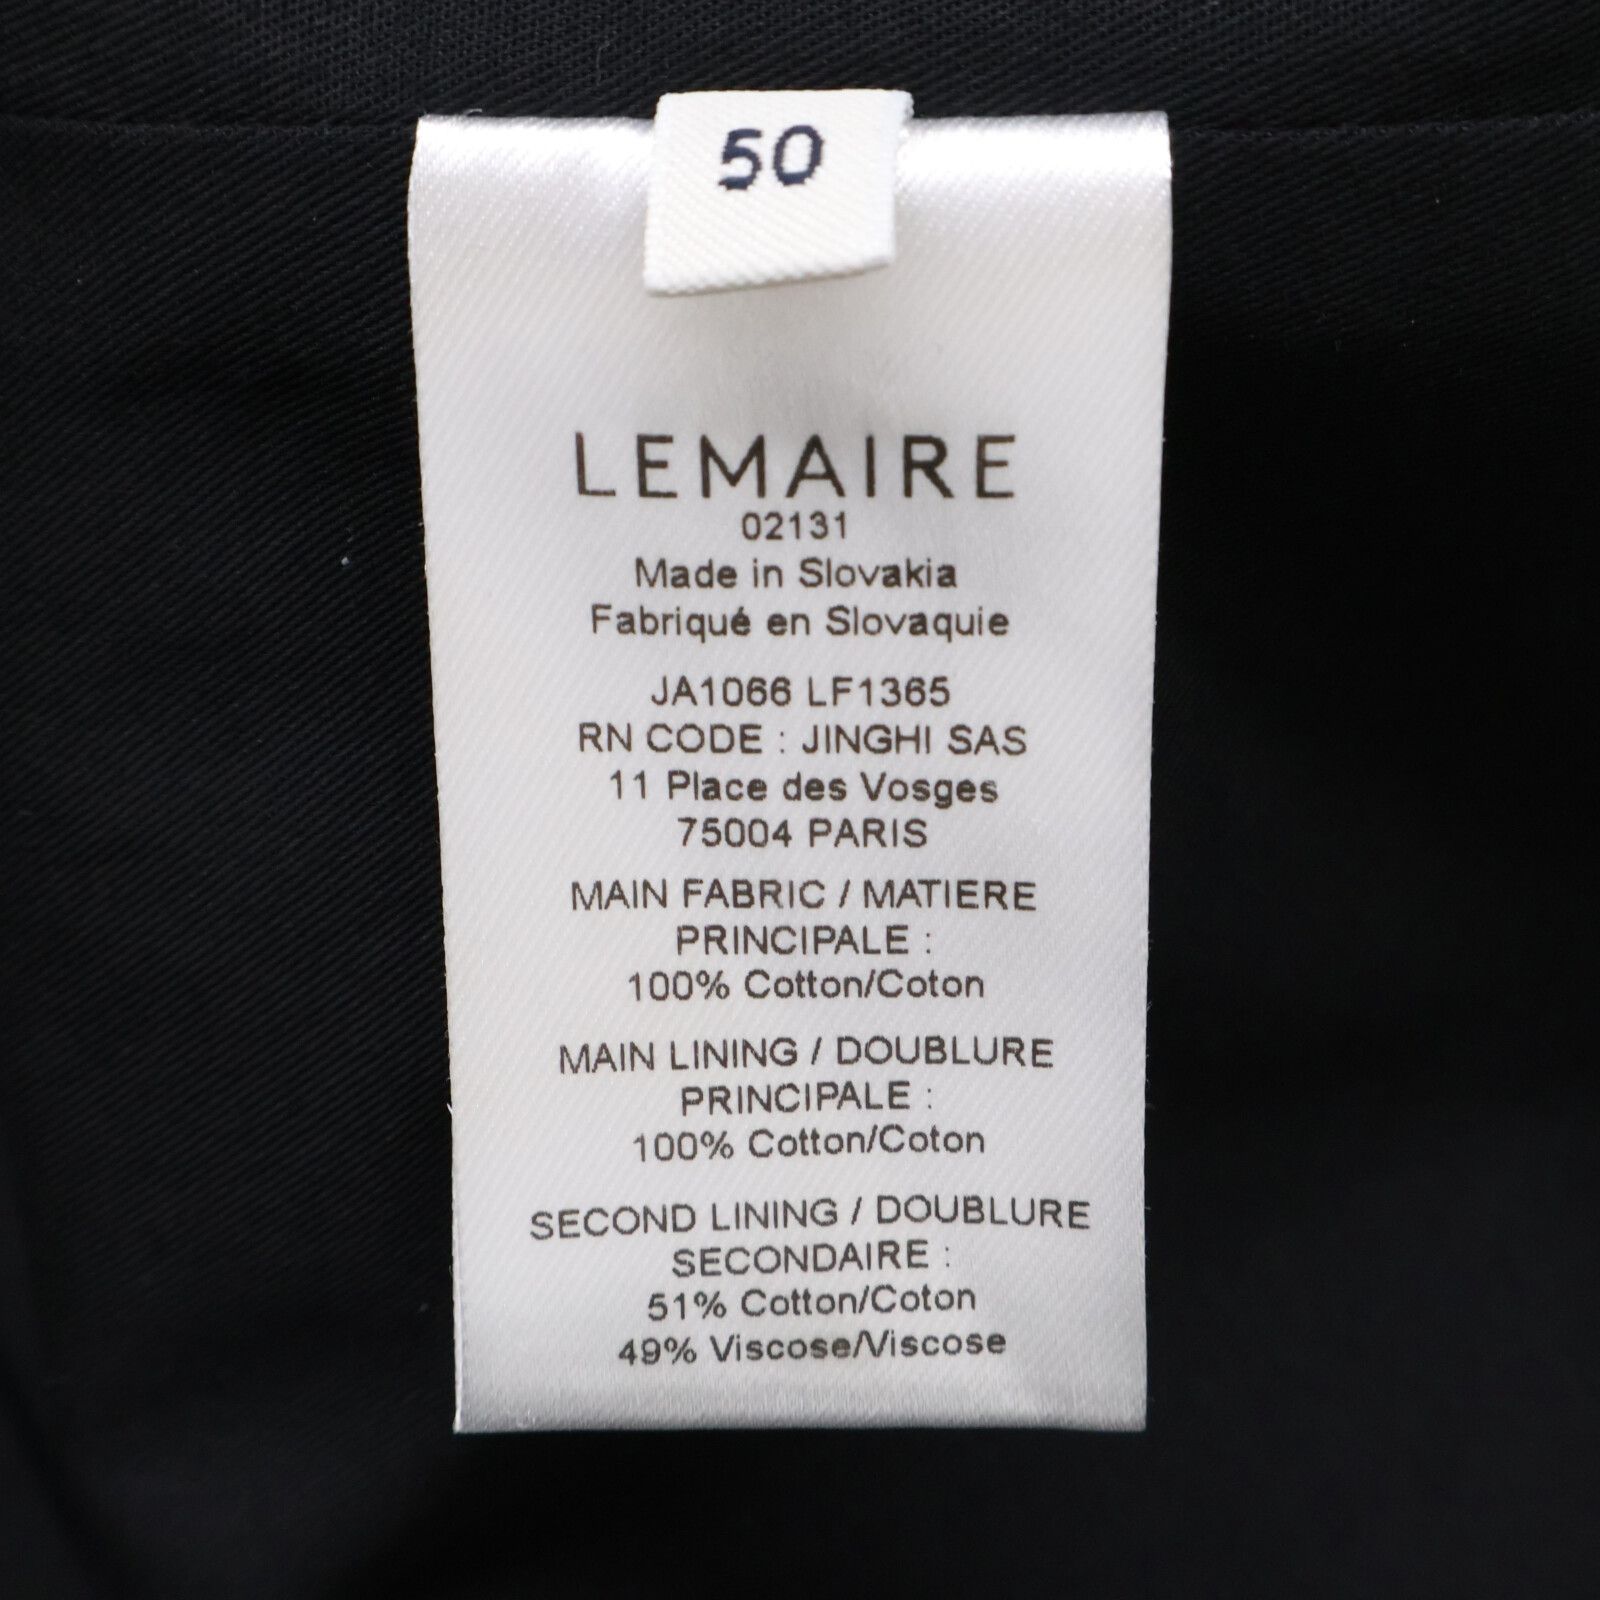 50
LEMAIRE
02131
Made in Slovakia
Fabriqué en Slovaquie
JA1066 LF1365
RN CODE : JINGHI SAS
11 Place des Vosges
75004 PARIS
MAIN FABRIC / MATIERE
PRINCIPALE :
100% Cotton/Coton
MAIN LINING / DOUBLURE
PRINCIPALE :
100% Cotton/Coton
SECOND LINING / DOUBLURE
SECONDAIRE :
51% Cotton/Coton
49% Viscose/Viscose